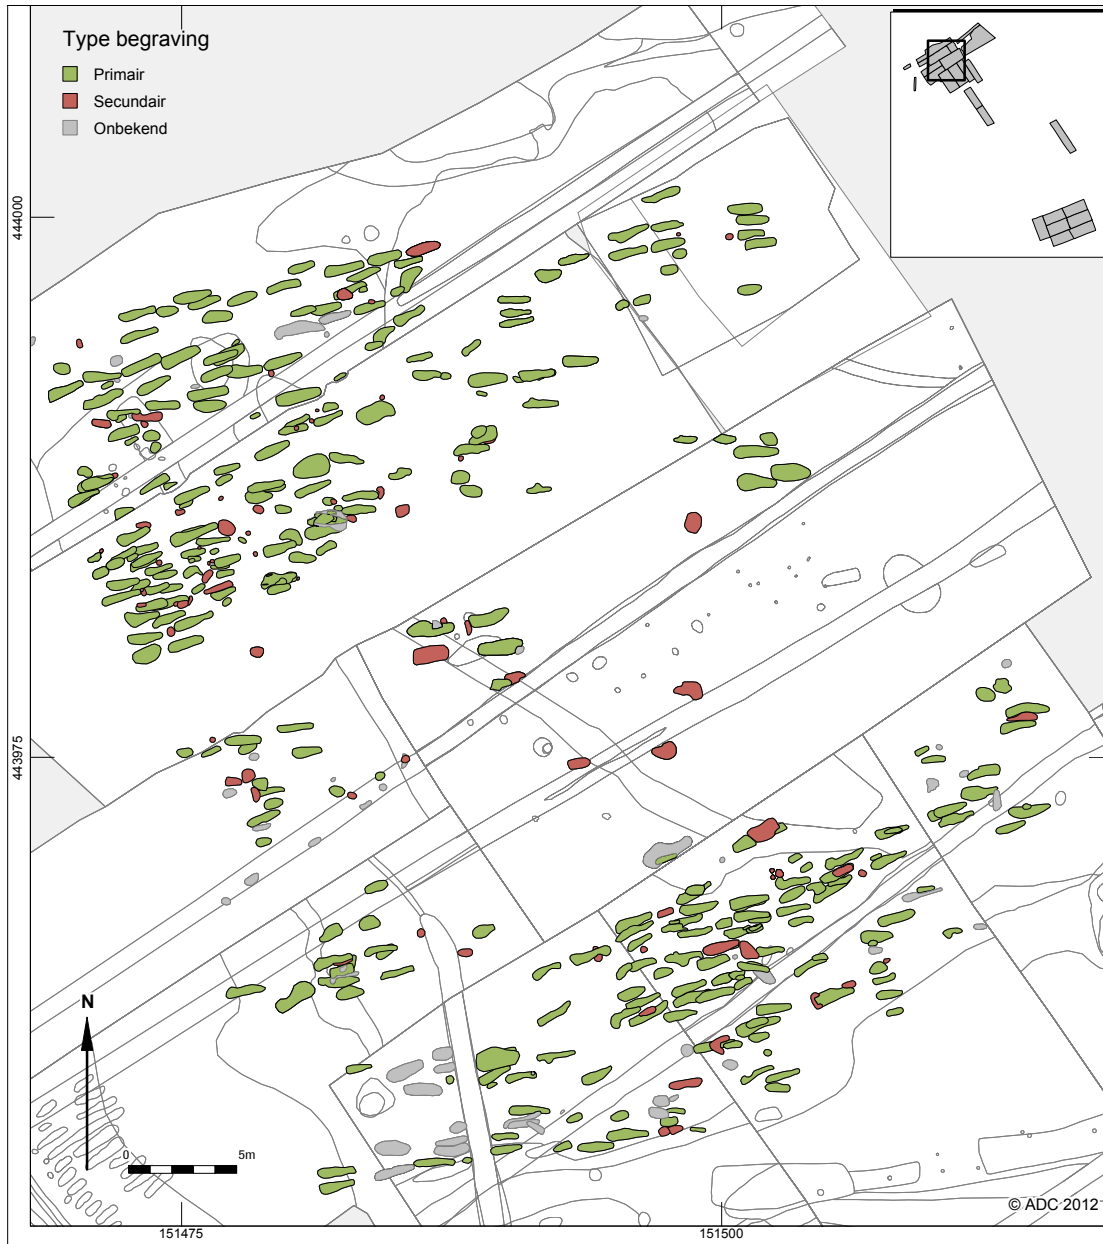 Type begraving
Primair
Secundair
Onbekend
444000
443975
N
0
5m
© ADC 2012
151475
151500